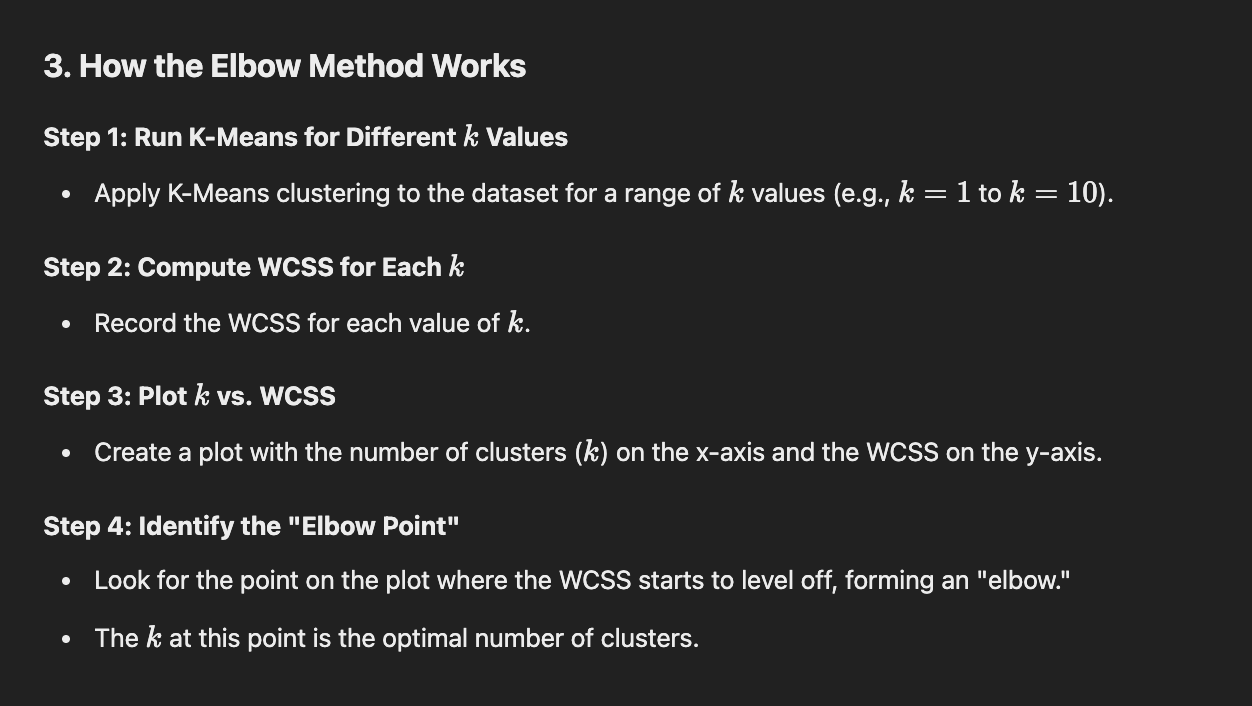 3. How the Elbow Method Works
Step 1: Run K-Means for Different k Values
• Apply K-Means clustering to the dataset for a range of k values (e.g., k = 1 to k = 10).
Step 2: Compute WCSS for Each k
• Record the WCSS for each value of k.
Step 3: Plot k vs. WCSS
• Create a plot with the number of clusters (k) on the x-axis and the WCSS on the y-axis.
Step 4: Identify the "Elbow Point"
• Look for the point on the plot where the WCSS starts to level off, forming an "elbow."
• The k at this point is the optimal number of clusters.